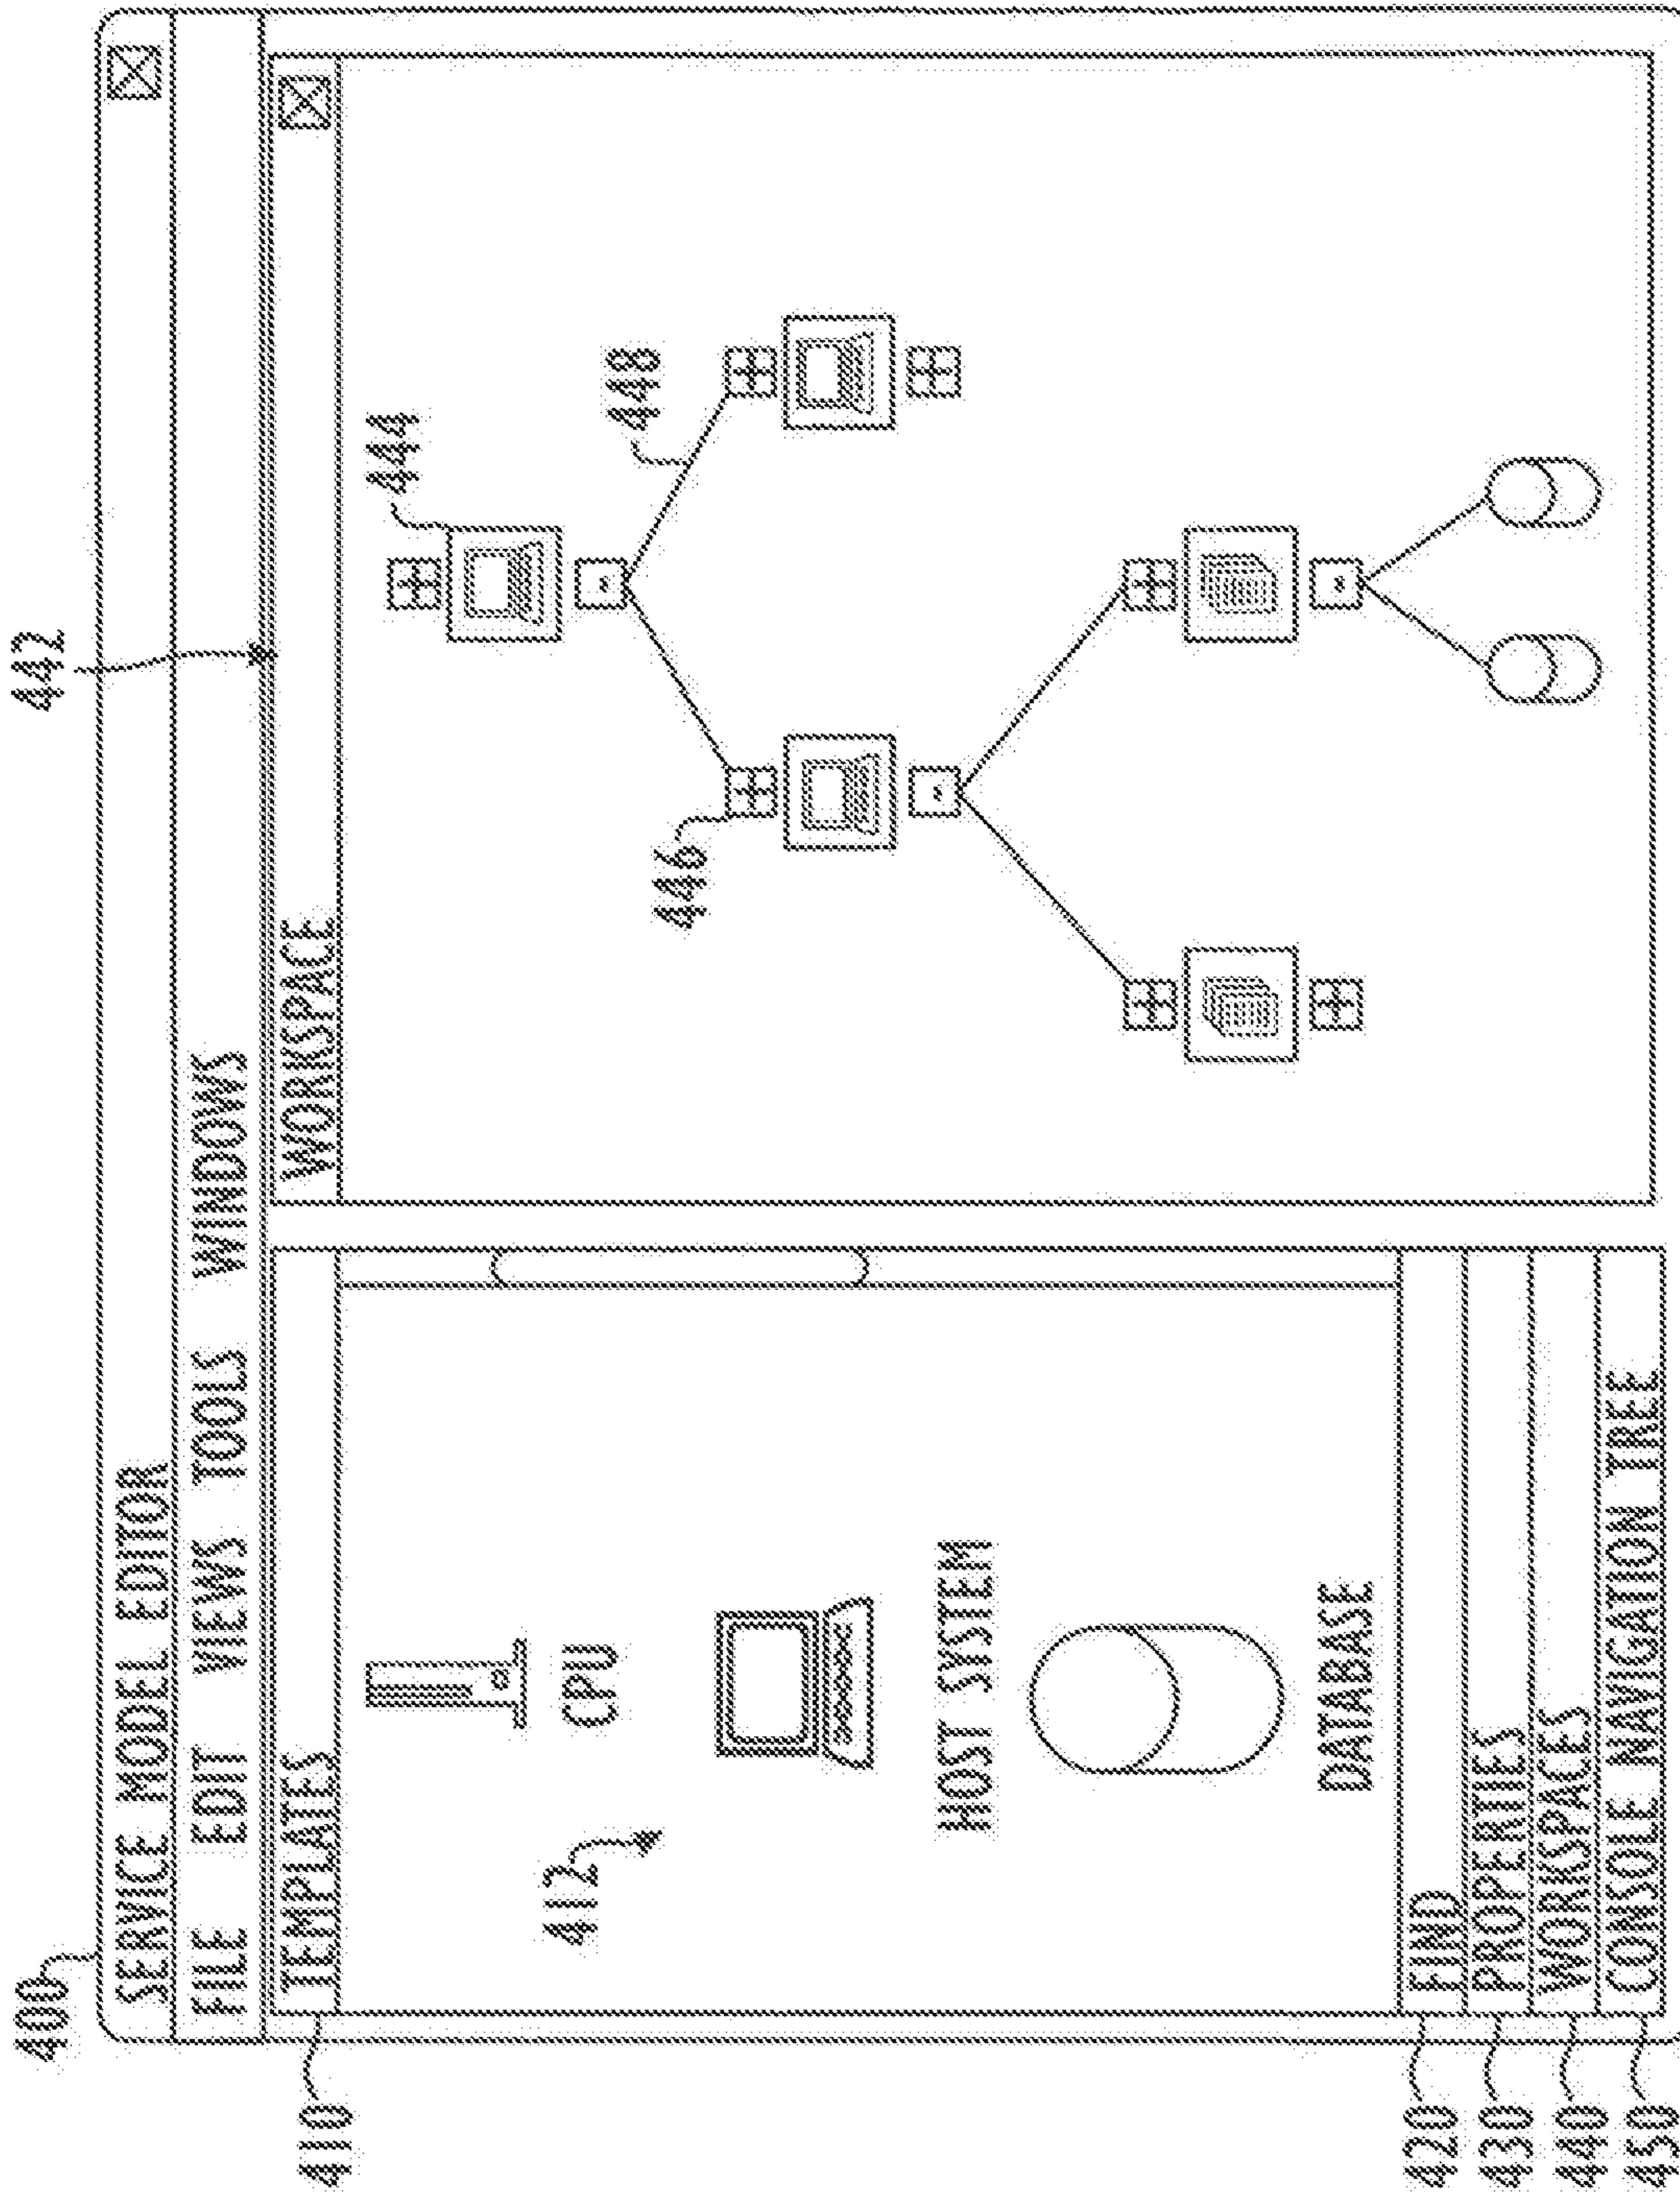 400
SERVICE MODEL EDITOR
442
FILE EDIT VIEWS TOOLS WINDOWS
410
TEMPLATES
WORKSPACE
CPU
412
HOST SYSTEM
DATABASE
444
448
446
420
FIND
430
PROPERTIES
440
WORKSPACES
450
CONSOLE NAVIGATION TREE